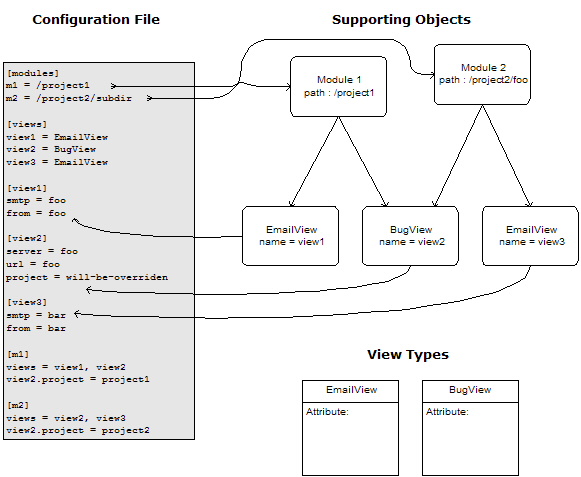 Configuration File
Supporting Objects
[modules]
m1 = /project1
m2 = /project2/subdir
[views]
view1 = EmailView
view2 = BugView
view3 = EmailView
[view1]
smtp = foo
from = foo
[view2]
server = foo
url = foo
project = will-be-overriden
[view3]
smtp = bar
from = bar
[m1]
views = view1, view2
view2.project = project1
[m2]
views = view2, view3
view2.project = project2
Module 1
path : /project1
Module 2
path : /project2/foo
EmailView
name = view1
BugView
name = view2
EmailView
name = view3
View Types
EmailView
Attribute:
BugView
Attribute: